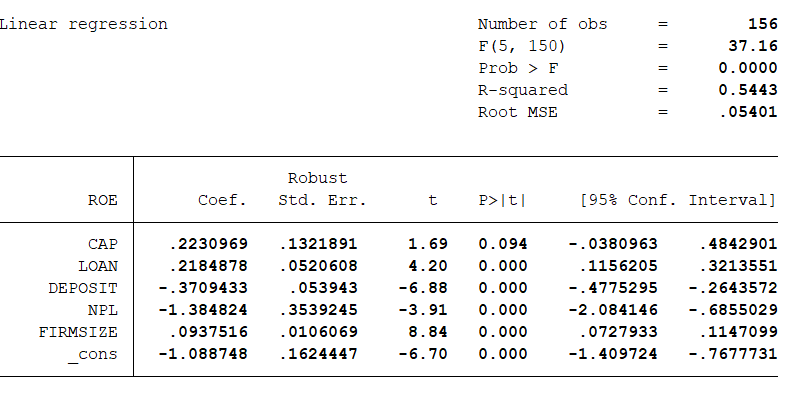 Linear regression Number of obs = 156
F(5, 150) = 37.16
Prob > F = 0.0000
R-squared = 0.5443
Root MSE = .05401
Robust
ROE Coef. Std. Err. t P>|t| [95% Conf. Interval]
CAP .2230969 .1321891 1.69 0.094 -.0380963 .4842901
LOAN .2184878 .0520608 4.20 0.000 .1156205 .3213551
DEPOSIT -.3709433 .053943 -6.88 0.000 -.4775295 -.2643572
NPL -1.384824 .3539245 -3.91 0.000 -2.084146 -.6855029
FIRMSIZE .0937516 .0106069 8.84 0.000 .0727933 .1147099
_cons -1.088748 .1624447 -6.70 0.000 -1.409724 -.7677731